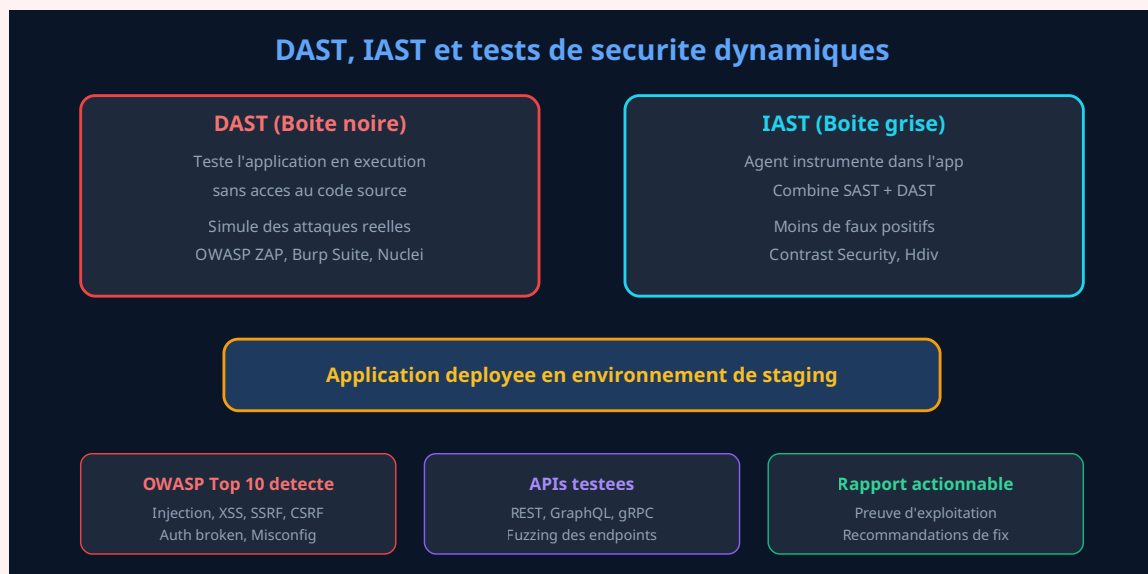 DAST, IAST et tests de securite dynamiques
DAST (Boite noire)
Teste l'application en execution
sans acces au code source
Simule des attaques reelles
OWASP ZAP, Burp Suite, Nuclei
IAST (Boite grise)
Agent instrumente dans l'app
Combine SAST + DAST
Moins de faux positifs
Contrast Security, Hdiv
Application deployee en environnement de staging
OWASP Top 10 detecte
Injection, XSS, SSRF, CSRF
Auth broken, Misconfig
APIs testees
REST, GraphQL, gRPC
Fuzzing des endpoints
Rapport actionnable
Preuve d'exploitation
Recommandations de fix